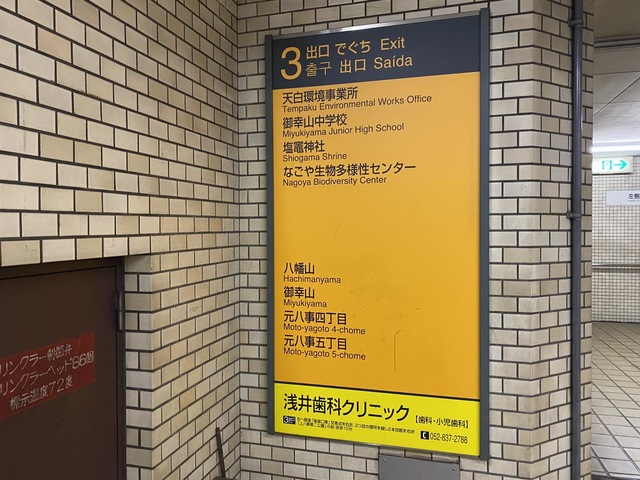 3 出口 でぐち Exit
출구 出口 Saída
天白環境事業所
Tempaku Environmental Works Office
御幸山中学校
Miyukiyama Junior High School
塩竈神社
Shiogama Shrine
なごや生物多様性センター
Nagoya Biodiversity Center
八幡山
Hachimanyama
御幸山
Miyukiyama
元八事四丁目
Moto-yagoto 4-chome
元八事五丁目
Moto-yagoto 5-chome
浅井歯科クリニック【歯科・小児歯科】
052-837-2788
リンクラー制御弁
リンクラーヘッド86個
標示温度72度
左側